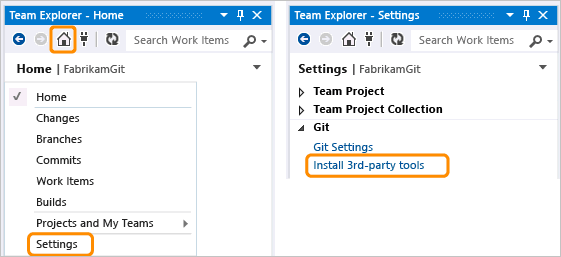 Team Explorer - Home
Search Work Items
Home | FabrikamGit
Home
Changes
Branches
Commits
Work Items
Builds
Projects and My Teams
Settings
Team Explorer - Settings
Search Work Items
Settings | FabrikamGit
Team Project
Team Project Collection
Git
Git Settings
Install 3rd-party tools